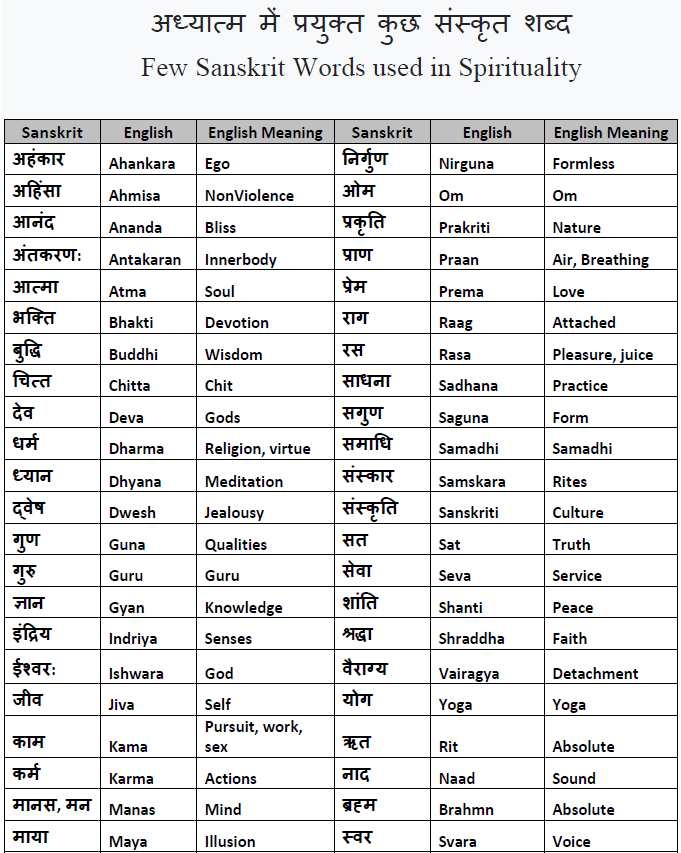 अध्यात्म में प्रयुक्त कुछ संस्कृत शब्द
Few Sanskrit Words used in Spirituality
Sanskrit English English Meaning Sanskrit English English Meaning
अहंकार Ahankara Ego निर्गुण Nirguna Formless
अहिंसा Ahmisa NonViolence ओम Om Om
आनंद Ananda Bliss प्रकृति Prakriti Nature
अंतकरणः Antakaran Innerbody प्राण Praan Air, Breathing
आत्मा Atma Soul प्रेम Prema Love
भक्ति Bhakti Devotion राग Raag Attached
बुद्धि Buddhi Wisdom रस Rasa Pleasure, juice
चित्त Chitta Chit साधना Sadhana Practice
देव Deva Gods सगुण Saguna Form
धर्म Dharma Religion, virtue समाधि Samadhi Samadhi
ध्यान Dhyana Meditation संस्कार Samskara Rites
द्वेष Dwesh Jealousy संस्कृति Sanskriti Culture
गुण Guna Qualities सत Sat Truth
गुरु Guru Guru सेवा Seva Service
ज्ञान Gyan Knowledge शांति Shanti Peace
इंद्रिय Indriya Senses श्रद्धा Shraddha Faith
ईश्वरः Ishwara God वैराग्य Vairagya Detachment
जीव Jiva Self योग Yoga Yoga
काम Kama Pursuit, work, sex ऋत Rit Absolute
कर्म Karma Actions नाद Naad Sound
मानस, मन Manas Mind ब्रह्म Brahmn Absolute
माया Maya Illusion स्वर Svara Voice